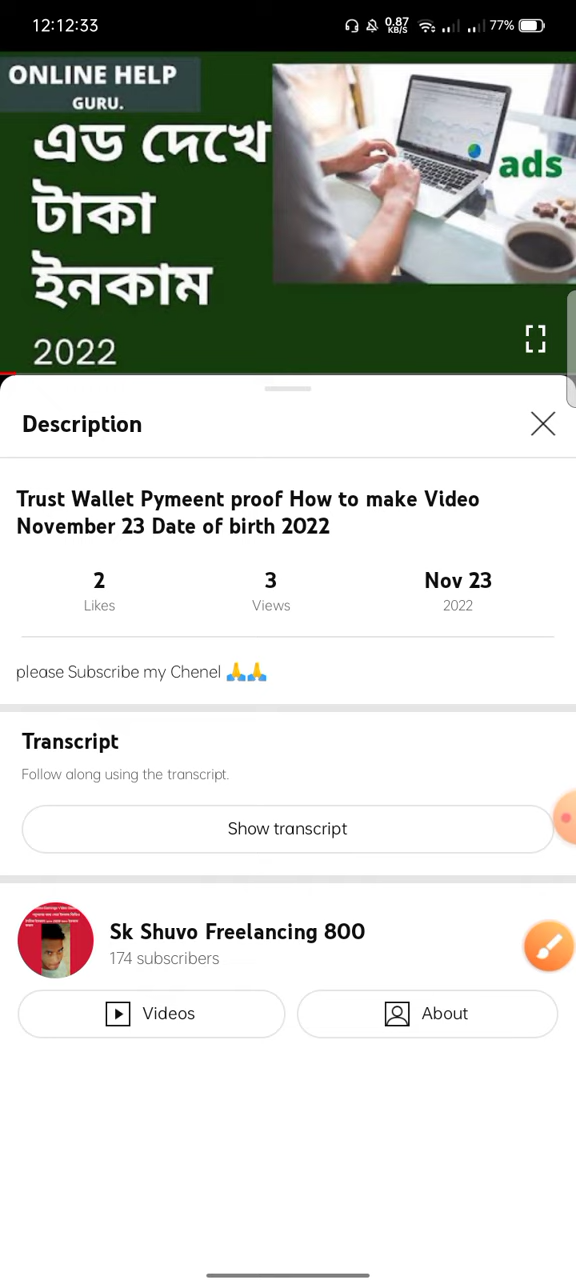 12:12:33
0.87 KB/S
77%
ONLINE HELP
GURU.
এড দেখে
টাকা
ইনকাম
2022
ads
Description
Trust Wallet Pymeent proof How to make Video
November 23 Date of birth 2022
2
3
Nov 23
Likes
Views
2022
please Subscribe my Chenel 🙏🙏
Transcript
Follow along using the transcript.
Show transcript
Sk Shuvo Freelancing 800
174 subscribers
Videos
About